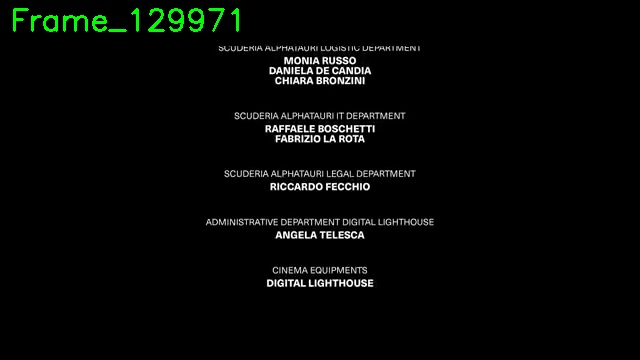 Frame_129971
SCUDERIA ALPHATAURI LOGISTIC DEPARTMENT
MONIA RUSSO
DANIELA DE CANDIA
CHIARA BRONZINI
SCUDERIA ALPHATAURI IT DEPARTMENT
RAFFAELE BOSCHETTI
FABRIZIO LA ROTA
SCUDERIA ALPHATAURI LEGAL DEPARTMENT
RICCARDO FECCHIO
ADMINISTRATIVE DEPARTMENT DIGITAL LIGHTHOUSE
ANGELA TELESCA
CINEMA EQUIPMENTS
DIGITAL LIGHTHOUSE